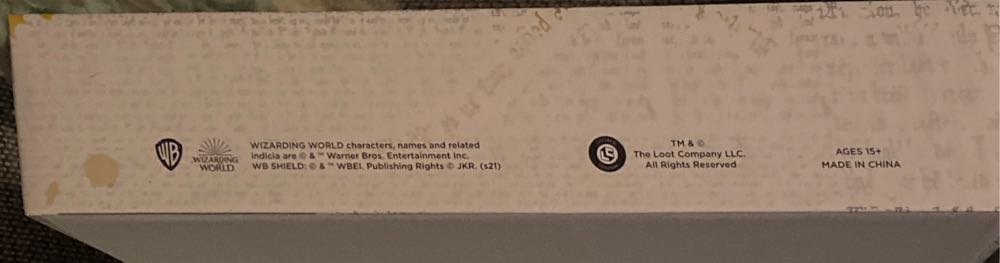 WB
WIZARDING
WORLD
WIZARDING WORLD characters, names and related
indicia are © & ™ Warner Bros. Entertainment Inc.
WB SHIELD: © & ™ WBEI. Publishing Rights © JKR. (s21)
TM & ©
The Loot Company LLC.
All Rights Reserved
AGES 15+
MADE IN CHINA